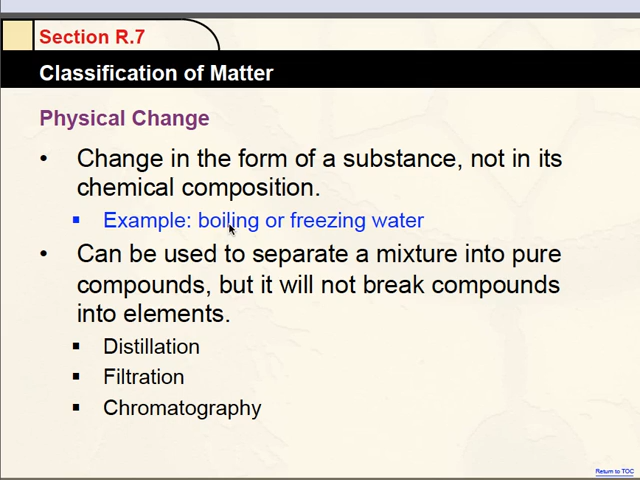 Section R.7
Classification of Matter
Physical Change
• Change in the form of a substance, not in its
chemical composition.
▪ Example: boiling or freezing water
• Can be used to separate a mixture into pure
compounds, but it will not break compounds
into elements.
▪ Distillation
▪ Filtration
▪ Chromatography
Return to TOC